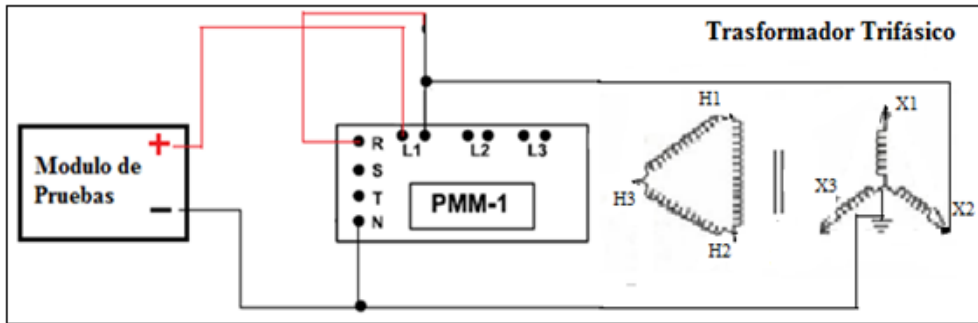 Trasformador Trifásico
Modulo de
Pruebas
+
−
R
S
T
N
L1
L2
L3
PMM-1
H1
H3
H2
X1
X3
X2